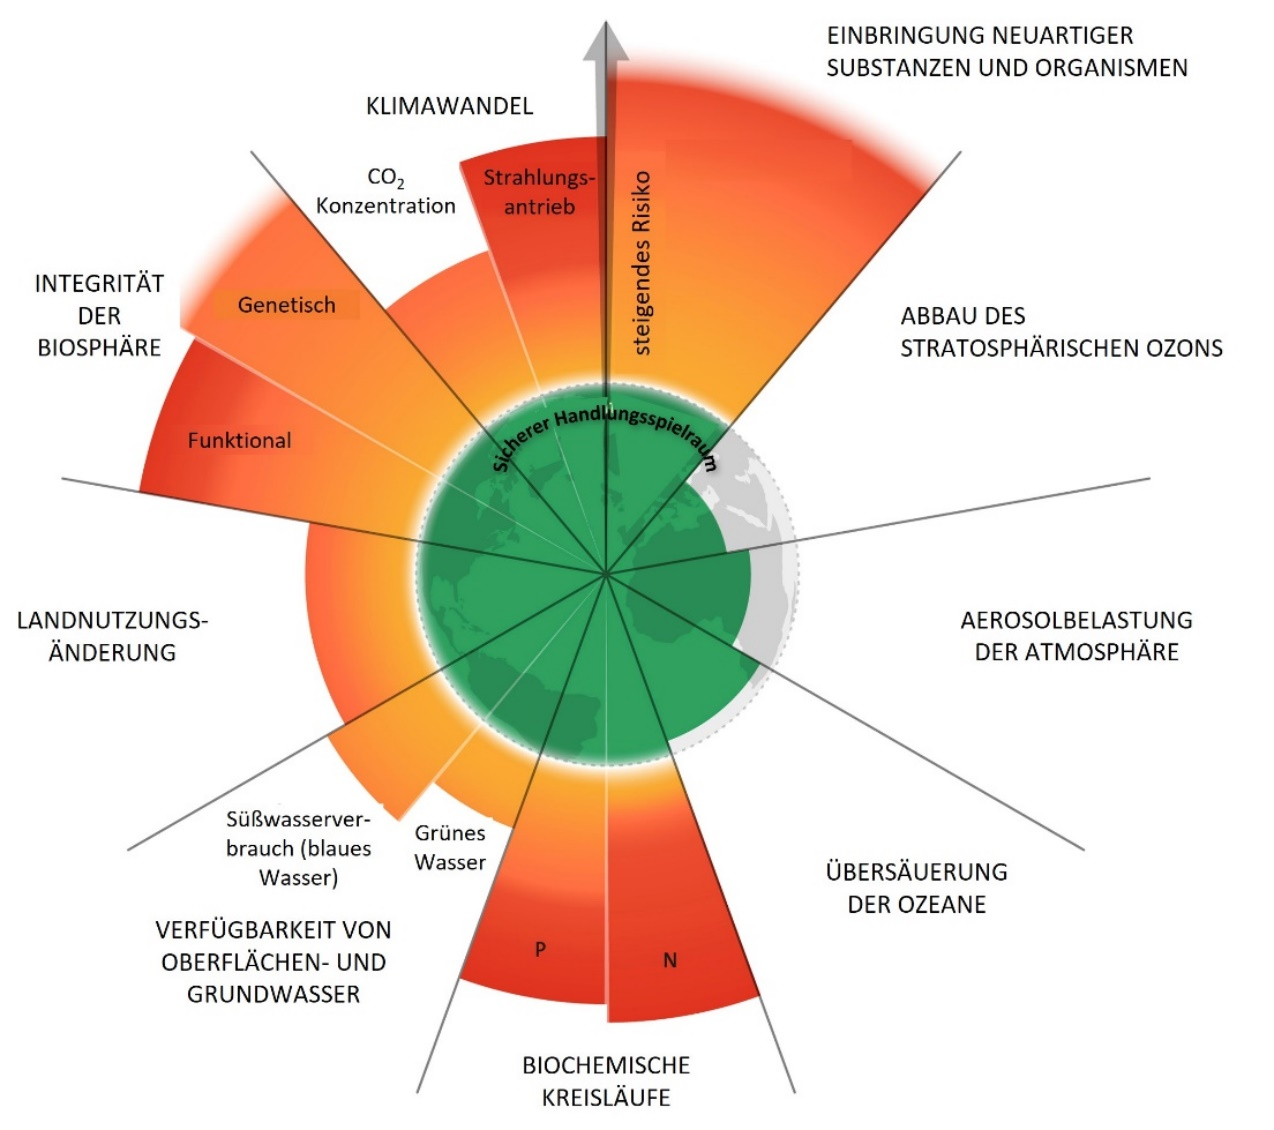 EINBRINGUNG NEUARTIGER
SUBSTANZEN UND ORGANISMEN
KLIMAWANDEL
CO₂
Konzentration
Strahlungs-
antrieb
steigendes Risiko
INTEGRITÄT
DER
BIOSPHÄRE
Genetisch
Funktional
ABBAU DES
STRATOSPHÄRISCHEN OZONS
Sicherer Handlungsspielraum
LANDNUTZUNGS-
ÄNDERUNG
AEROSOLBELASTUNG
DER ATMOSPHÄRE
Süßwasserver-
brauch (blaues
Wasser)
Grünes
Wasser
VERFÜGBARKEIT VON
OBERFLÄCHEN- UND
GRUNDWASSER
P
N
ÜBERSÄUERUNG
DER OZEANE
BIOCHEMISCHE
KREISLÄUFE